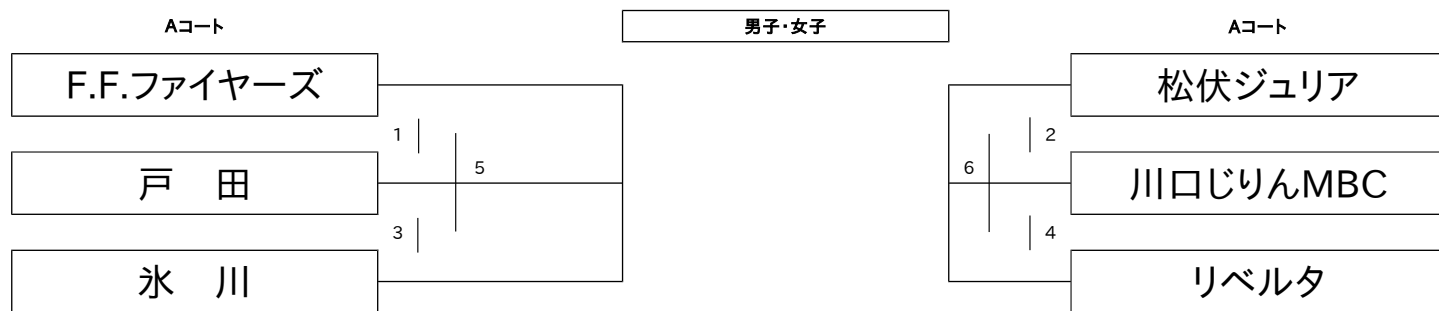 Aコート
男子・女子
Aコート
F.F.ファイヤーズ
松伏ジュリア
1
2
5
6
戸　田
川口じりんMBC
3
4
氷　川
リベルタ